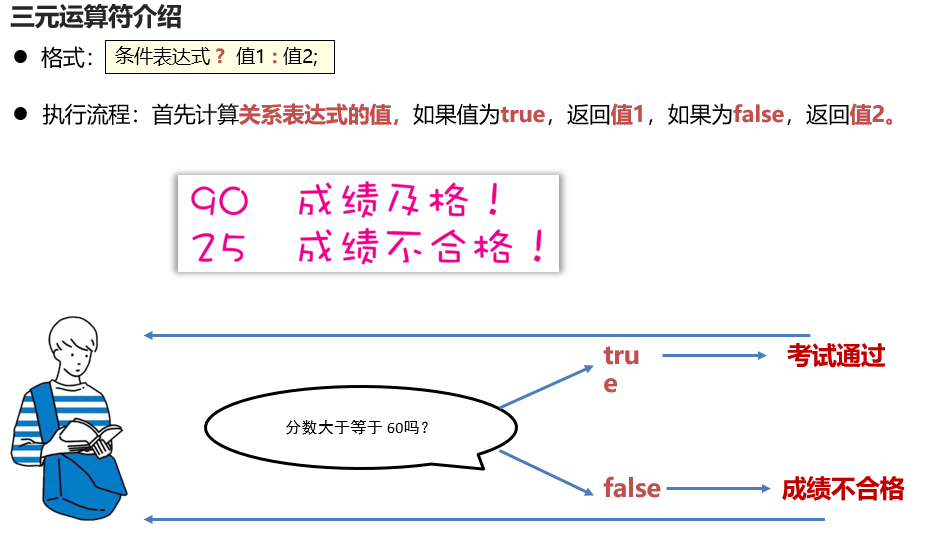 三元运算符介绍
● 格式：条件表达式 ？ 值1 : 值2;
● 执行流程：首先计算关系表达式的值，如果值为true，返回值1，如果为false，返回值2。
90 成绩及格！
25 成绩不合格！
tru
e
考试通过
分数大于等于 60吗？
false
成绩不合格